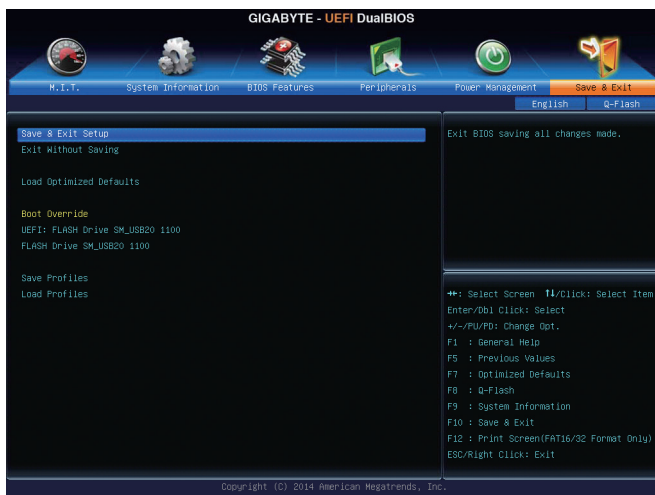 GIGABYTE - UEFI DualBIOS
M.I.T.
System Information
BIOS Features
Peripherals
Power Management
Save & Exit
English
Q-Flash
Save & Exit Setup
Exit Without Saving
Load Optimized Defaults
Boot Override
UEFI: FLASH Drive SM_USB20 1100
FLASH Drive SM_USB20 1100
Save Profiles
Load Profiles
Exit BIOS saving all changes made.
→←: Select Screen ↑↓/Click: Select Item
Enter/Dbl Click: Select
+/-/PU/PD: Change Opt.
F1 : General Help
F5 : Previous Values
F7 : Optimized Defaults
F8 : Q-Flash
F9 : System Information
F10 : Save & Exit
F12 : Print Screen(FAT16/32 Format Only)
ESC/Right Click: Exit
Copyright (C) 2014 American Megatrends, Inc.